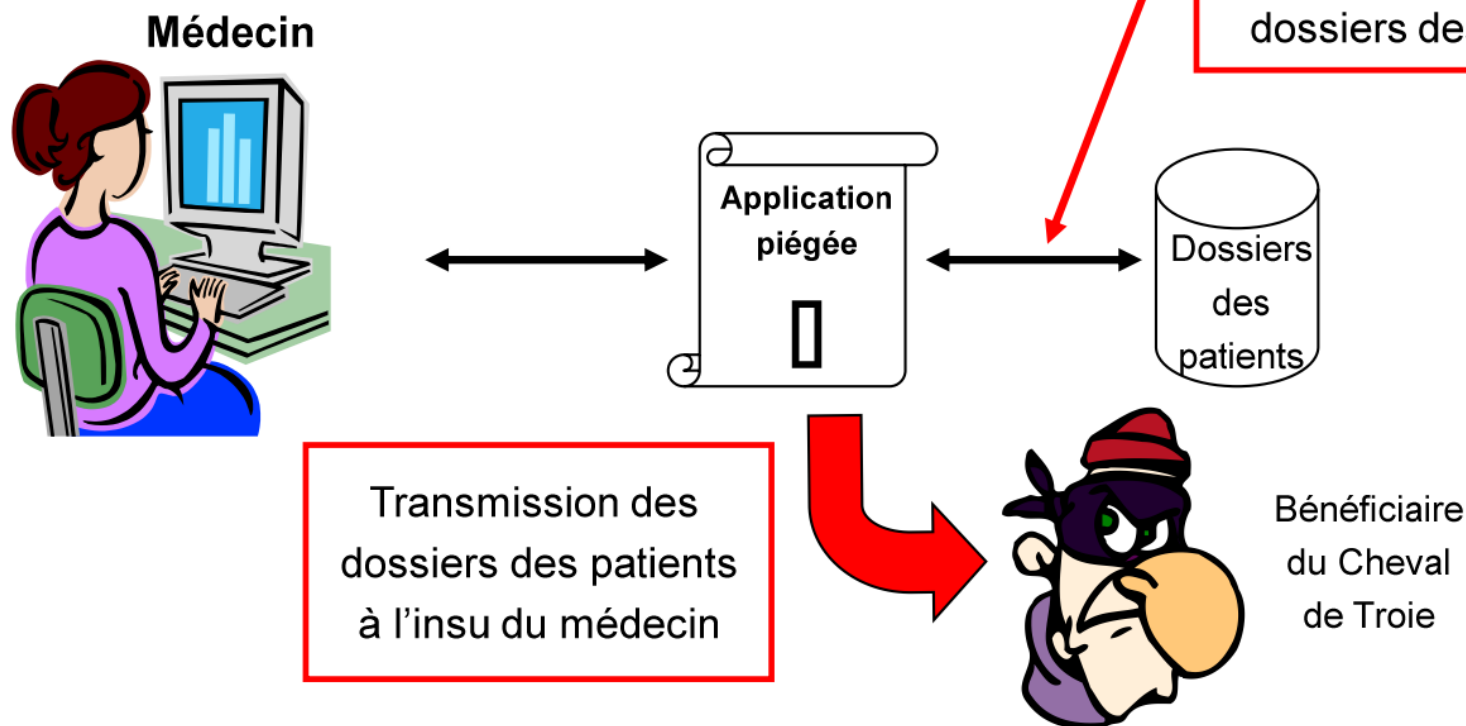 Médecin
dossiers de
Application
piégée
Dossiers
des
patients
Transmission des
dossiers des patients
à l’insu du médecin
Bénéficiaire
du Cheval
de Troie